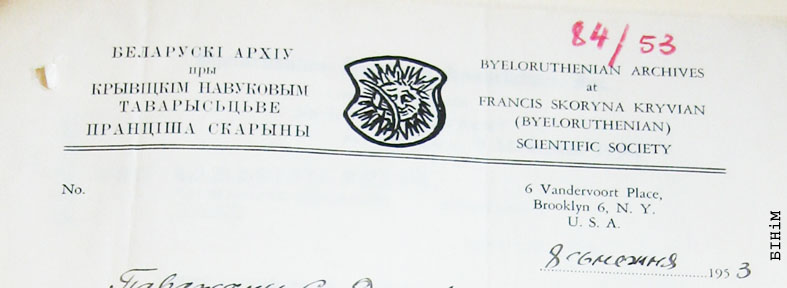 84/53
БЕЛАРУСКІ АРХІЎ
пры
КРЫВІЦКІМ НАВУКОВЫМ
ТАВАРЫСЬЦЬВЕ
ПРАНЦІША СКАРЫНЫ
BYELORUTHENIAN ARCHIVES
at
FRANCIS SKORYNA KRYVIAN
(BYELORUTHENIAN)
SCIENTIFIC SOCIETY
No.
6 Vandervoort Place,
Brooklyn 6, N. Y.
U. S. A.
8 сьнежня 1953
БІНіМ